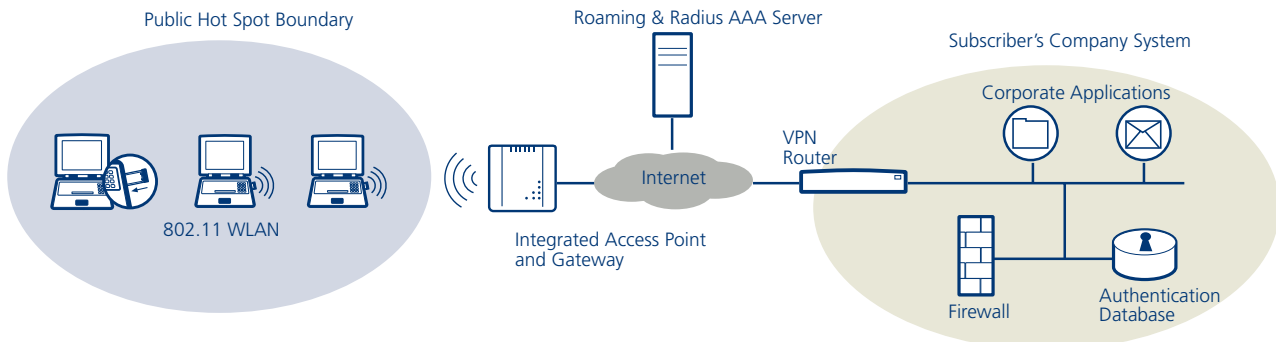 Public Hot Spot Boundary
Roaming & Radius AAA Server
Subscriber's Company System
Corporate Applications
VPN
Router
Internet
802.11 WLAN
Integrated Access Point
and Gateway
Firewall
Authentication
Database